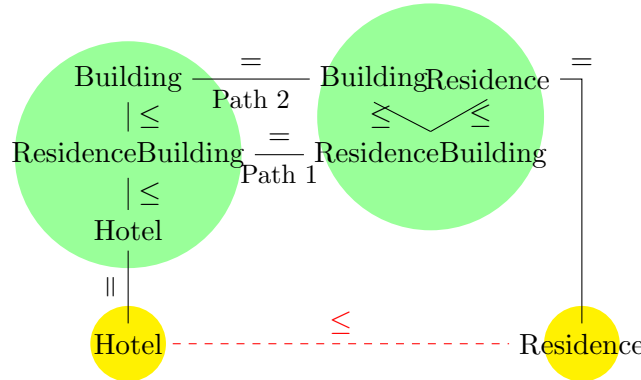 =
=
Building
Building
Residence
Path 2
≤
≤
≤
=
ResidenceBuilding
ResidenceBuilding
Path 1
≤
Hotel
=
≤
Hotel
Residence